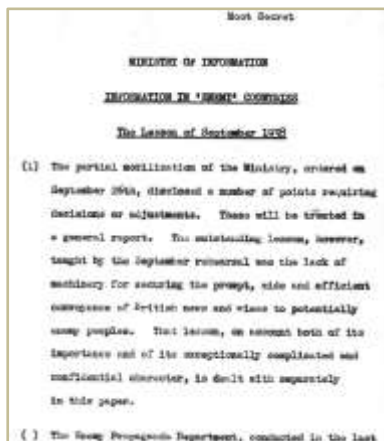 Most Secret
MINISTRY OF INFORMATION
INFORMATION IN "ENEMY" COUNTRIES
The Lesson of September 1938
(1) The partial mobilization of the Ministry, ordered on
September 26th, disclosed a number of points requiring
decisions or adjustments. These will be treated in
a general report. The outstanding lesson, however,
taught by the September rehearsal was the lack of
machinery for securing the prompt, wide and efficient
conveyance of British news and views to potentially
enemy peoples. That lesson, on account both of its
importance and of its exceptionally complicated and
confidential character, is dealt with separately
in this paper.
( ) The Enemy Propaganda Department, conducted in the last